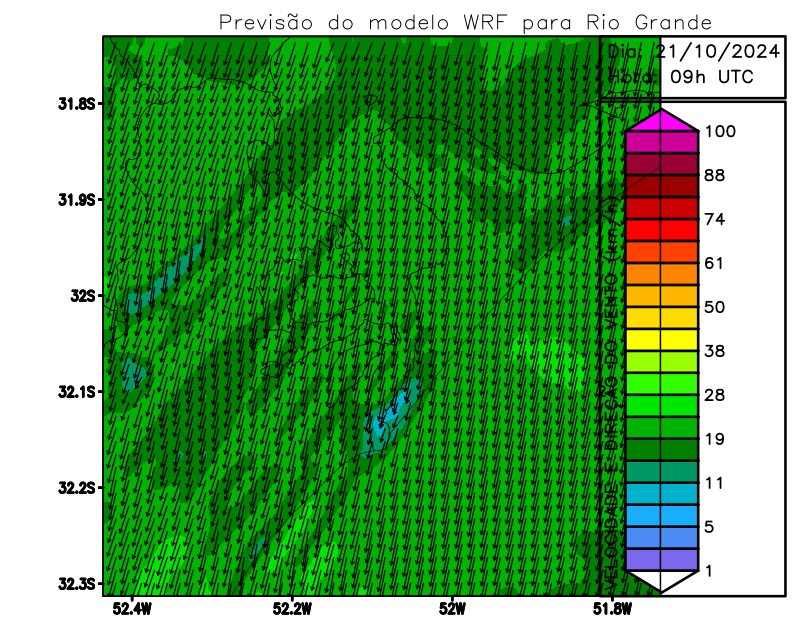 Previsão do modelo WRF para Rio Grande
Dia: 21/10/2024
Hora: 09h UTC
31.8S
31.9S
32S
32.1S
32.2S
32.3S
52.4W
52.2W
52W
51.8W
VELOCIDADE E DIREÇÃO DO VENTO (km/h)
100
88
74
61
50
38
28
19
11
5
1